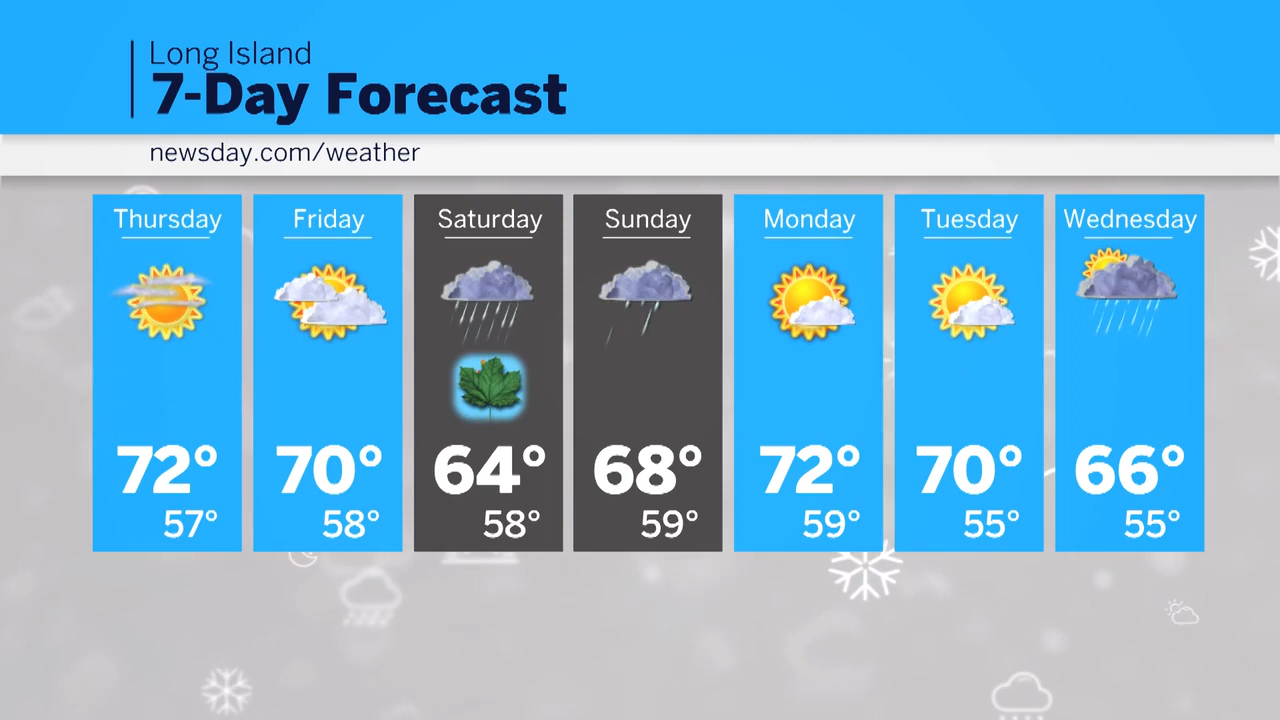 Long Island
7-Day Forecast
newsday.com/weather
Thursday
72°
57°
Friday
70°
58°
Saturday
64°
58°
Sunday
68°
59°
Monday
72°
59°
Tuesday
70°
55°
Wednesday
66°
55°